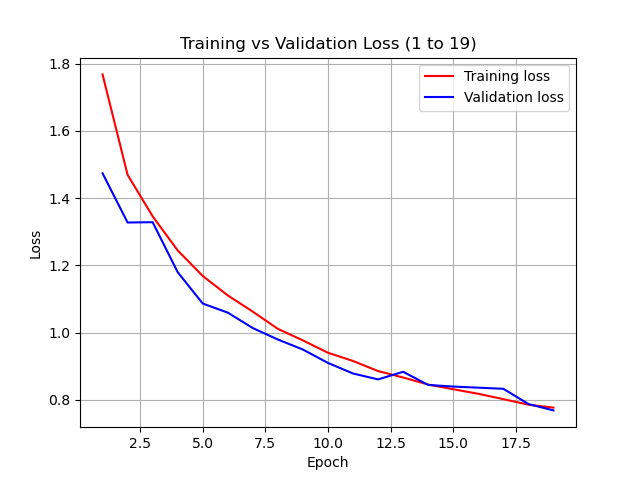 Training vs Validation Loss (1 to 19)
Training loss
Validation loss
Loss
1.8
1.6
1.4
1.2
1.0
0.8
2.5 5.0 7.5 10.0 12.5 15.0 17.5
Epoch